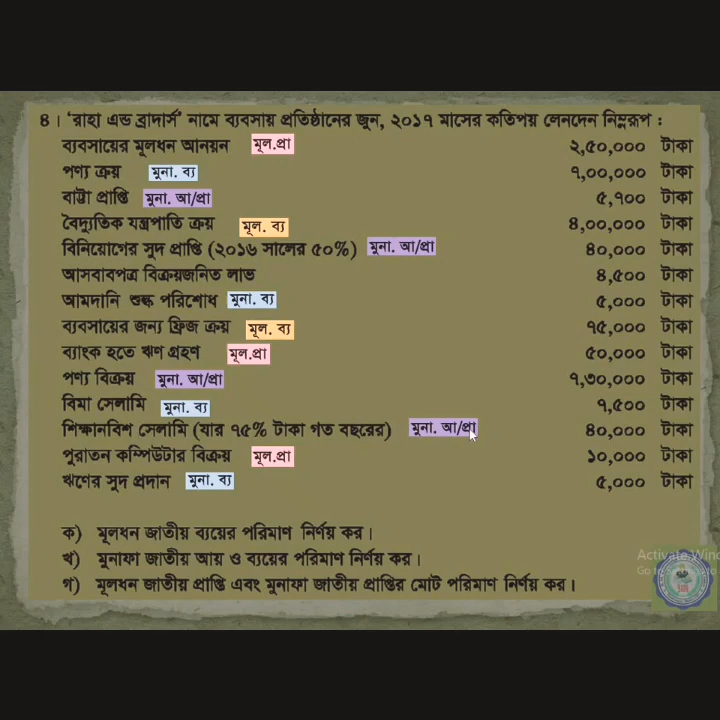 ৪। ‘রাহা এন্ড ব্রাদার্স’ নামে ব্যবসায় প্রতিষ্ঠানের জুন, ২০১৭ মাসের কতিপয় লেনদেন নিম্নরূপ :
ব্যবসায়ের মূলধন আনয়ন মূল.প্রা ২,৫০,০০০ টাকা
পণ্য ক্রয় মুনা. ব্য ৭,০০,০০০ টাকা
বাট্টা প্রাপ্তি মুনা. আ/প্রা ৫,৭০০ টাকা
বৈদ্যুতিক যন্ত্রপাতি ক্রয় মূল. ব্য ৪,০০,০০০ টাকা
বিনিয়োগের সুদ প্রাপ্তি (২০১৬ সালের ৫০%) মুনা. আ/প্রা ৪০,০০০ টাকা
আসবাবপত্র বিক্রয়জনিত লাভ ৪,৫০০ টাকা
আমদানি শুল্ক পরিশোধ মুনা. ব্য ৫,০০০ টাকা
ব্যবসায়ের জন্য ফ্রিজ ক্রয় মূল. ব্য ৭৫,০০০ টাকা
ব্যাংক হতে ঋণ গ্রহণ মূল.প্রা ৫০,০০০ টাকা
পণ্য বিক্রয় মুনা. আ/প্রা ৭,৩০,০০০ টাকা
বিমা সেলামি মুনা. ব্য ৭,৫০০ টাকা
শিক্ষানবিশ সেলামি (যার ৭৫% টাকা গত বছরের) মুনা. আ/প্রা ৪০,০০০ টাকা
পুরাতন কম্পিউটার বিক্রয় মূল.প্রা ১০,০০০ টাকা
ঋণের সুদ প্রদান মুনা. ব্য ৫,০০০ টাকা
ক) মূলধন জাতীয় ব্যয়ের পরিমাণ নির্ণয় কর।
খ) মুনাফা জাতীয় আয় ও ব্যয়ের পরিমাণ নির্ণয় কর।
Activate Wind
Go to
গ) মূলধন জাতীয় প্রাপ্তি এবং মুনাফা জাতীয় প্রাপ্তির মোট পরিমাণ নির্ণয় কর।